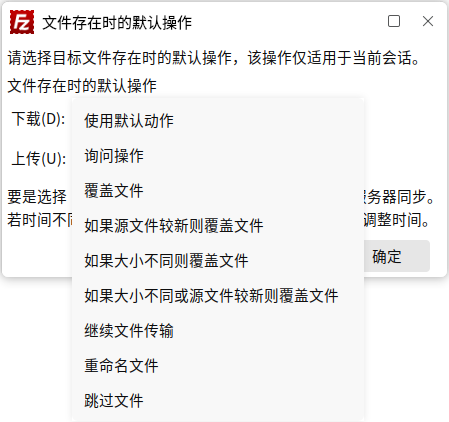 文件存在时的默认操作
请选择目标文件存在时的默认操作，该操作仅适用于当前会话。
文件存在时的默认操作
下载(D):
使用默认动作
询问操作
上传(U):
覆盖文件
要是选择
服务器同步。
若时间不同
调整时间。
如果源文件较新则覆盖文件
如果大小不同则覆盖文件
确定
如果大小不同或源文件较新则覆盖文件
继续文件传输
重命名文件
跳过文件